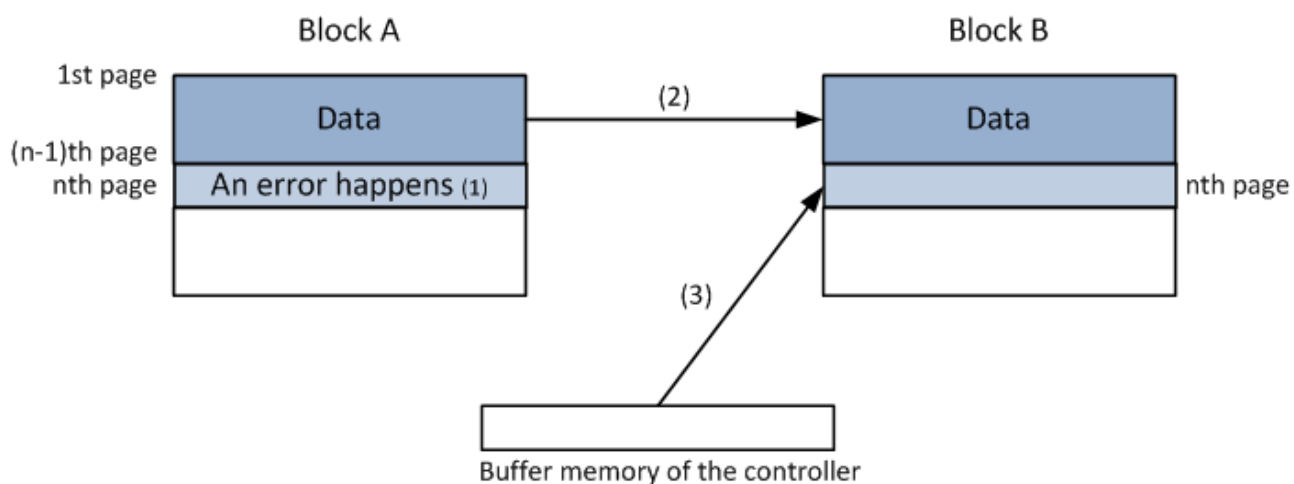 Block A
Block B
1st page
Data
(2)
Data
(n-1)th page
nth page
An error happens (1)
nth page
(3)
Buffer memory of the controller